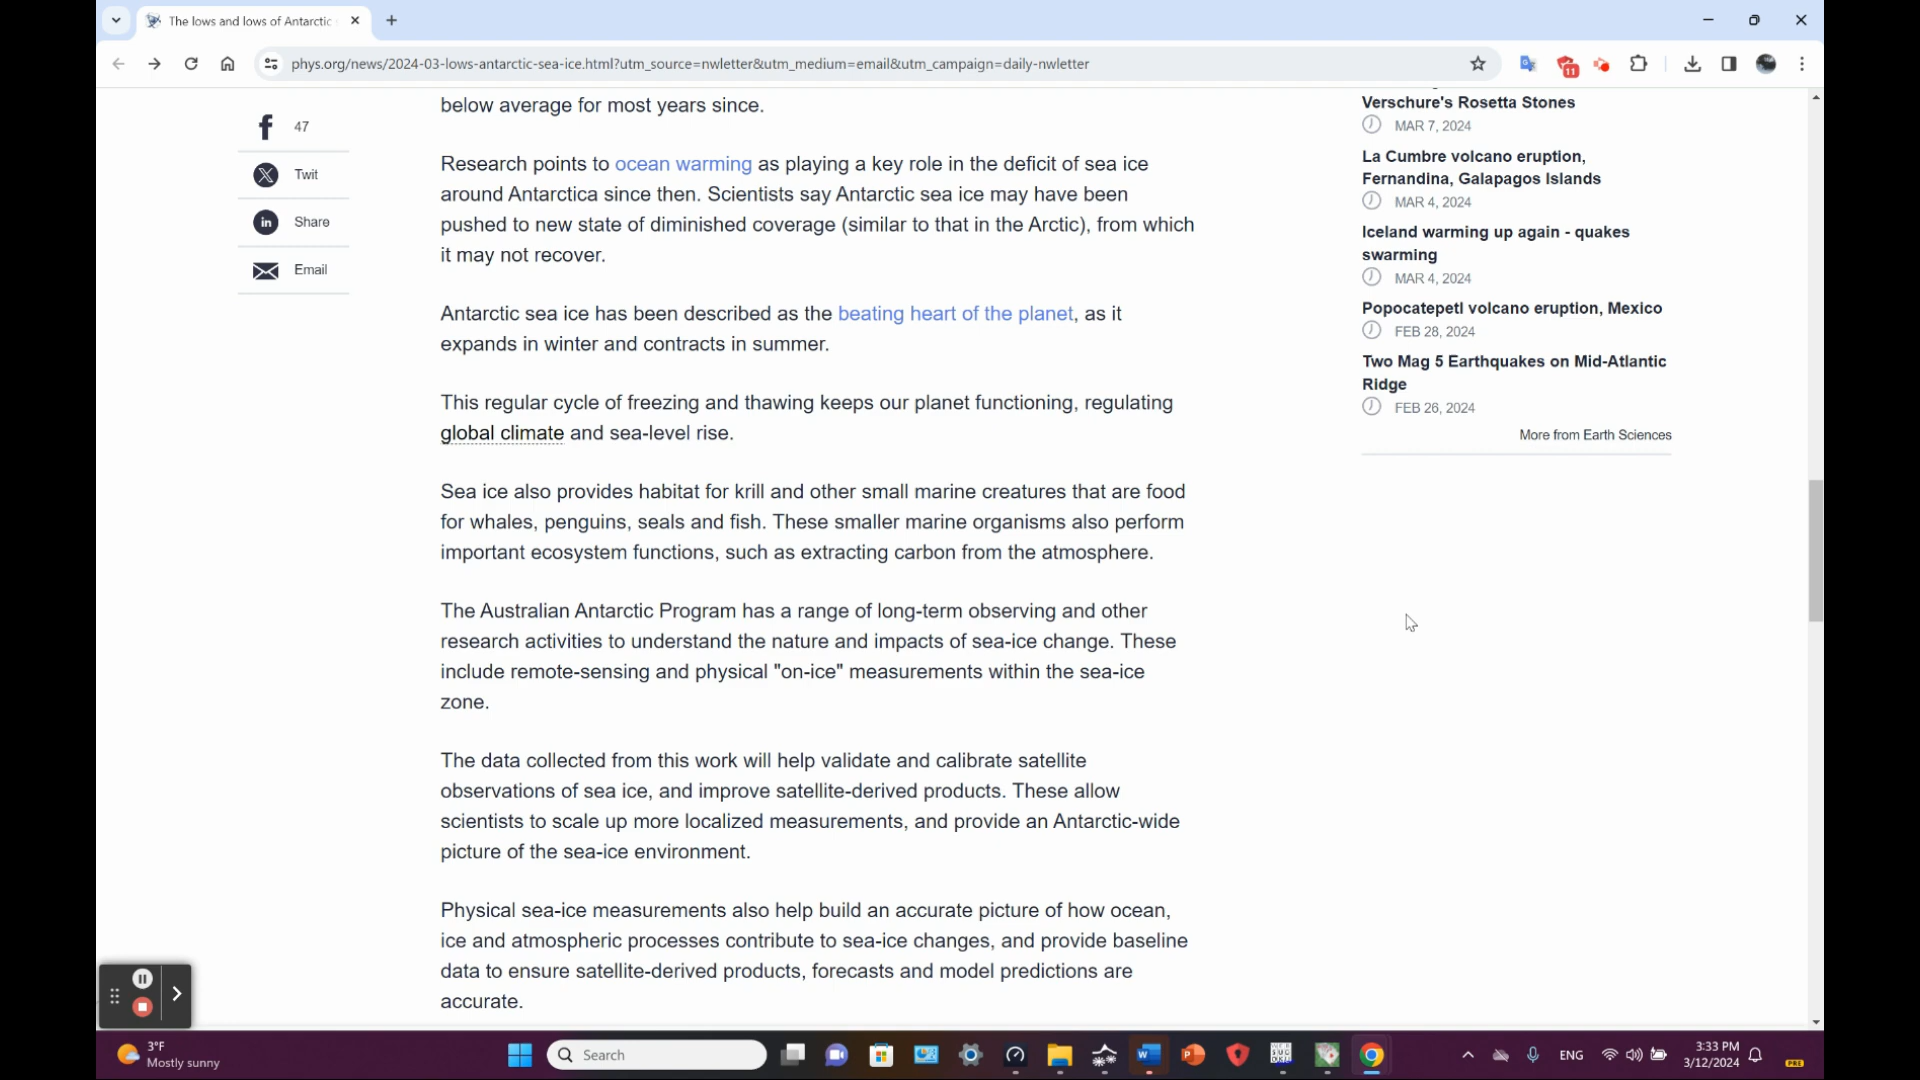 The lows and lows of Antarctic
phys.org/news/2024-03-lows-antarctic-sea-ice.html?utm_source=nwletter&utm_medium=email&utm_campaign=daily-nwletter
11
47
Twit
Share
Email
below average for most years since.
Research points to ocean warming as playing a key role in the deficit of sea ice
around Antarctica since then. Scientists say Antarctic sea ice may have been
pushed to new state of diminished coverage (similar to that in the Arctic), from which
it may not recover.
Antarctic sea ice has been described as the beating heart of the planet, as it
expands in winter and contracts in summer.
This regular cycle of freezing and thawing keeps our planet functioning, regulating
global climate and sea-level rise.
Sea ice also provides habitat for krill and other small marine creatures that are food
for whales, penguins, seals and fish. These smaller marine organisms also perform
important ecosystem functions, such as extracting carbon from the atmosphere.
The Australian Antarctic Program has a range of long-term observing and other
research activities to understand the nature and impacts of sea-ice change. These
include remote-sensing and physical "on-ice" measurements within the sea-ice
zone.
The data collected from this work will help validate and calibrate satellite
observations of sea ice, and improve satellite-derived products. These allow
scientists to scale up more localized measurements, and provide an Antarctic-wide
picture of the sea-ice environment.
Physical sea-ice measurements also help build an accurate picture of how ocean,
ice and atmospheric processes contribute to sea-ice changes, and provide baseline
data to ensure satellite-derived products, forecasts and model predictions are
accurate.
Verschure's Rosetta Stones
MAR 7, 2024
La Cumbre volcano eruption,
Fernandina, Galapagos Islands
MAR 4, 2024
Iceland warming up again - quakes
swarming
MAR 4, 2024
Popocatepetl volcano eruption, Mexico
FEB 28, 2024
Two Mag 5 Earthquakes on Mid-Atlantic
Ridge
FEB 26, 2024
More from Earth Sciences
3°F
Mostly sunny
Search
ENG
3:33 PM
3/12/2024
PRE